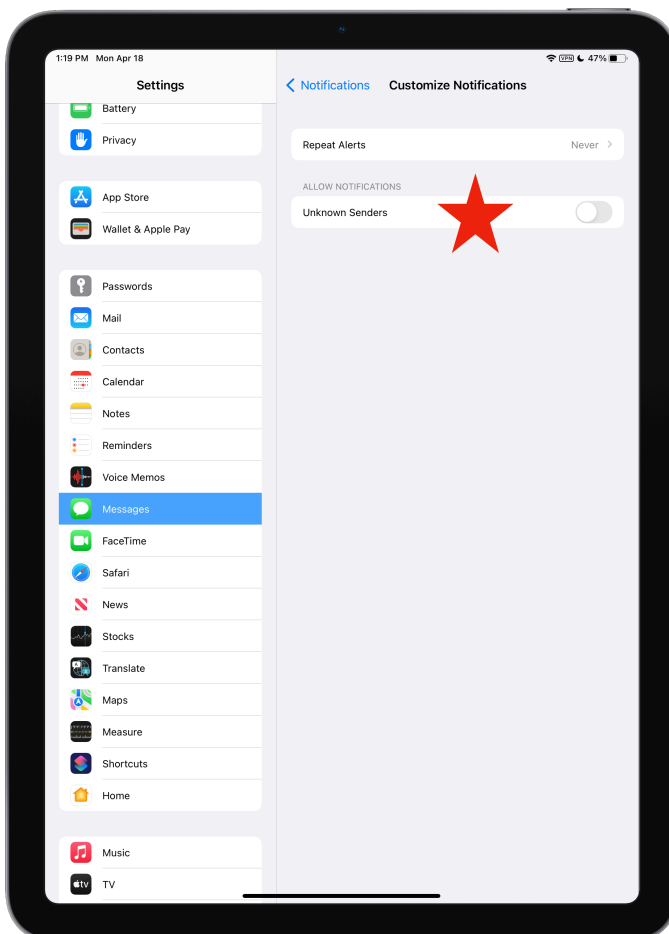 1:19 PM Mon Apr 18
VPN 47%
Settings
Notifications Customize Notifications
Battery
Privacy
Repeat Alerts Never
App Store
ALLOW NOTIFICATIONS
Unknown Senders
Wallet & Apple Pay
Passwords
Mail
Contacts
Calendar
Notes
Reminders
Voice Memos
Messages
FaceTime
Safari
News
Stocks
Translate
Maps
Measure
Shortcuts
Home
Music
tv TV